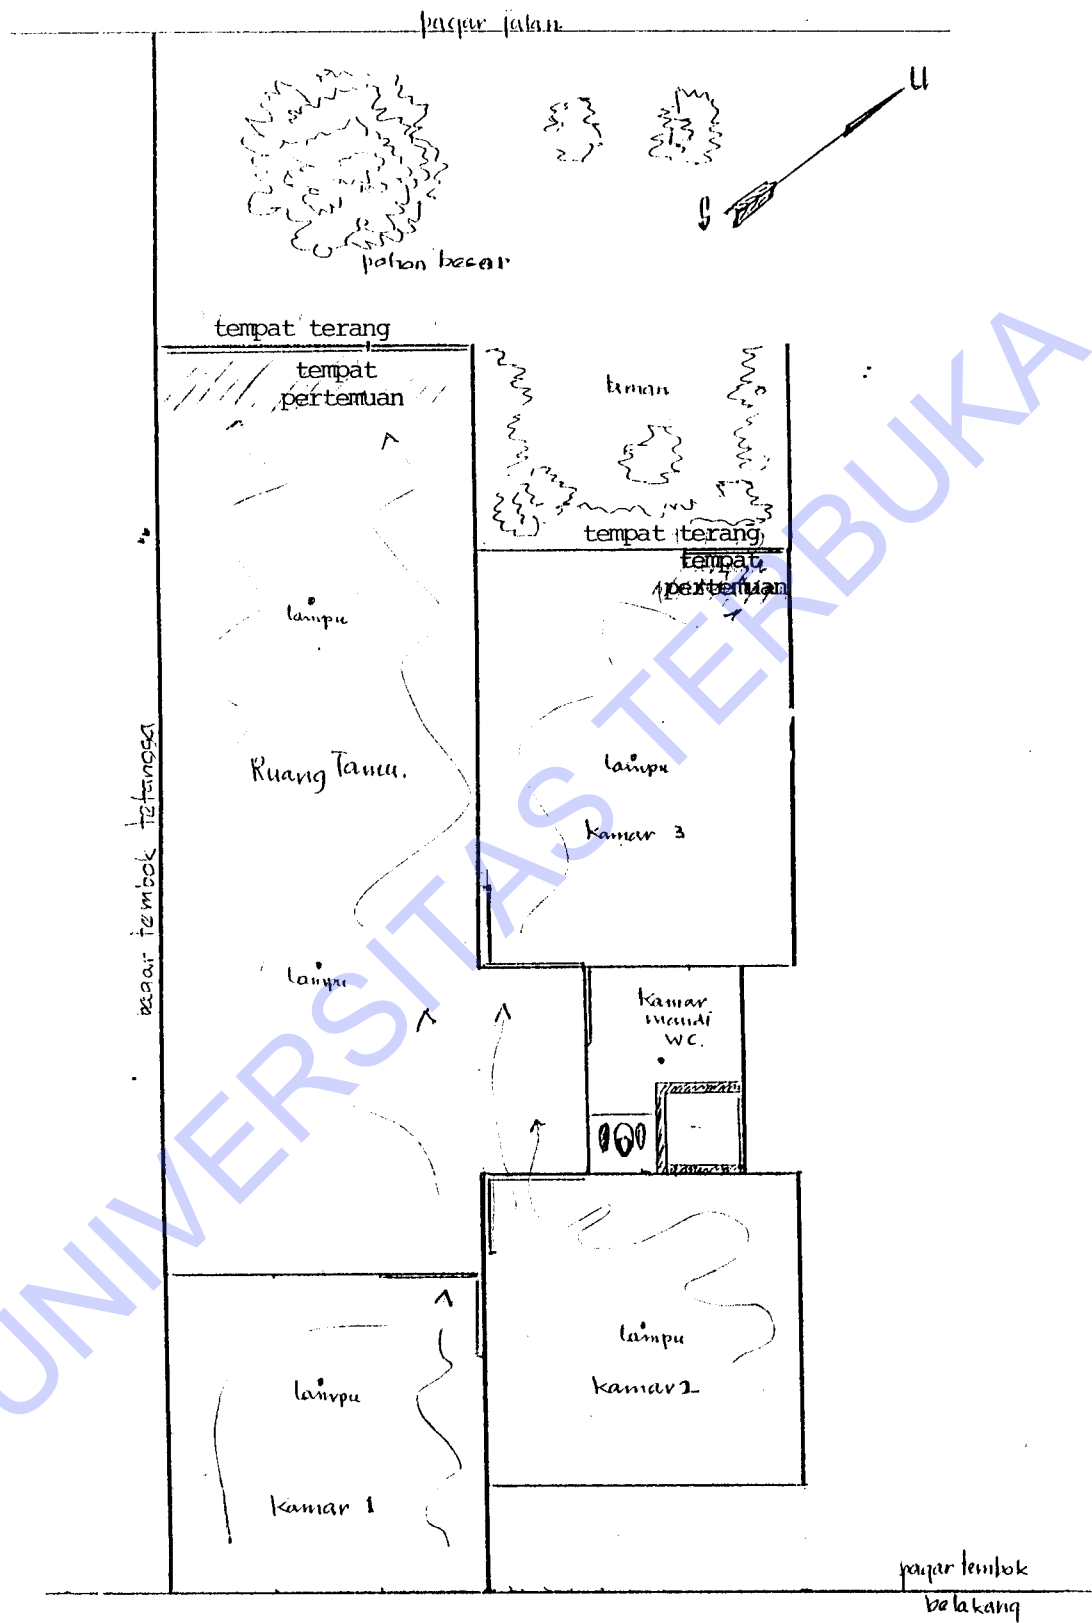 pagar jalan
U
S
pohon besar
tempat terang
tempat
pertemuan
taman
tempat terang
tempat
pertemuan
lampu
Ruang Tamu.
lampu
kamar 3
pagar tembok tetangga
lampu
kamar
mandi
WC.
lampu
kamar 2
lampu
kamar 1
pagar tembok
belakang
UNIVERSITAS TERBUKA